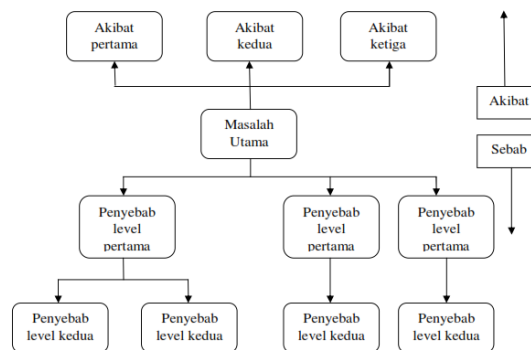 Akibat
pertama
Akibat
kedua
Akibat
ketiga
Akibat
Masalah
Utama
Sebab
Penyebab
level
pertama
Penyebab
level
pertama
Penyebab
level
pertama
Penyebab
level kedua
Penyebab
level kedua
Penyebab
level kedua
Penyebab
level kedua